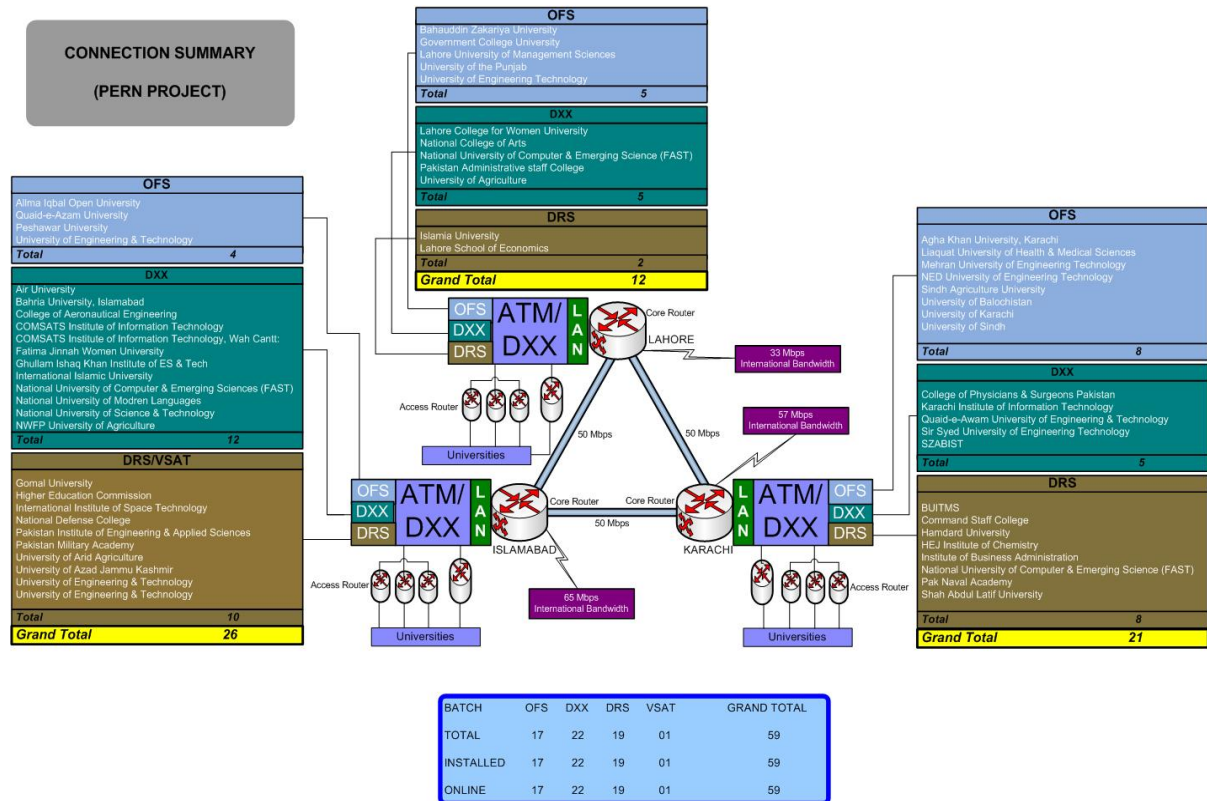 CONNECTION SUMMARY
(PERN PROJECT)
OFS
Bahauddin Zakariya University
Government College University
Lahore University of Management Sciences
University of the Punjab
University of Engineering Technology
Total 5
DXX
Lahore College for Women University
National College of Arts
National University of Computer & Emerging Science (FAST)
Pakistan Administrative staff College
University of Agriculture
Total 5
DRS
Islamia University
Lahore School of Economics
Total 2
Grand Total 12
OFS
Allma Iqbal Open University
Quaid-e-Azam University
Peshawar University
University of Engineering & Technology
Total 4
DXX
Air University
Bahria University, Islamabad
College of Aeronautical Engineering
COMSATS Institute of Information Technology
COMSATS Institute of Information Technology, Wah Cantt:
Fatima Jinnah Women University
Ghullam Ishaq Khan Institute of ES & Tech
International Islamic University
National University of Computer & Emerging Sciences (FAST)
National University of Modren Languages
National University of Science & Technology
NWFP University of Agriculture
Total 12
DRS/VSAT
Gomal University
Higher Education Commission
International Institute of Space Technology
National Defense College
Pakistan Institute of Engineering & Applied Sciences
Pakistan Military Academy
University of Arid Agriculture
University of Azad Jammu Kashmir
University of Engineering & Technology
University of Engineering & Technology
Total 10
Grand Total 26
OFS
Agha Khan University, Karachi
Liaquat University of Health & Medical Sciences
Mehran University of Engineering Technology
NED University of Engineering Technology
Sindh Agriculture University
University of Balochistan
University of Karachi
University of Sindh
Total 8
DXX
College of Physicians & Surgeons Pakistan
Karachi Institute of Information Technology
Quaid-e-Awam University of Engineering & Technology
Sir Syed University of Engineering Technology
SZABIST
Total 5
DRS
BUITMS
Command Staff College
Hamdard University
HEJ Institute of Chemistry
Institute of Business Administration
National University of Computer & Emerging Science (FAST)
Pak Naval Academy
Shah Abdul Latif University
Total 8
Grand Total 21
OFS
DXX
DRS
ATM/
DXX
LAN
Core Router
LAHORE
33 Mbps
International Bandwidth
Access Router
Universities
50 Mbps
50 Mbps
57 Mbps
International Bandwidth
OFS
DXX
DRS
ATM/
DXX
LAN
Core Router
ISLAMABAD
50 Mbps
65 Mbps
International Bandwidth
Access Router
Universities
Core Router
KARACHI
LAN
ATM/
DXX
OFS
DXX
DRS
Access Router
Universities
BATCH OFS DXX DRS VSAT GRAND TOTAL
TOTAL 17 22 19 01 59
INSTALLED 17 22 19 01 59
ONLINE 17 22 19 01 59